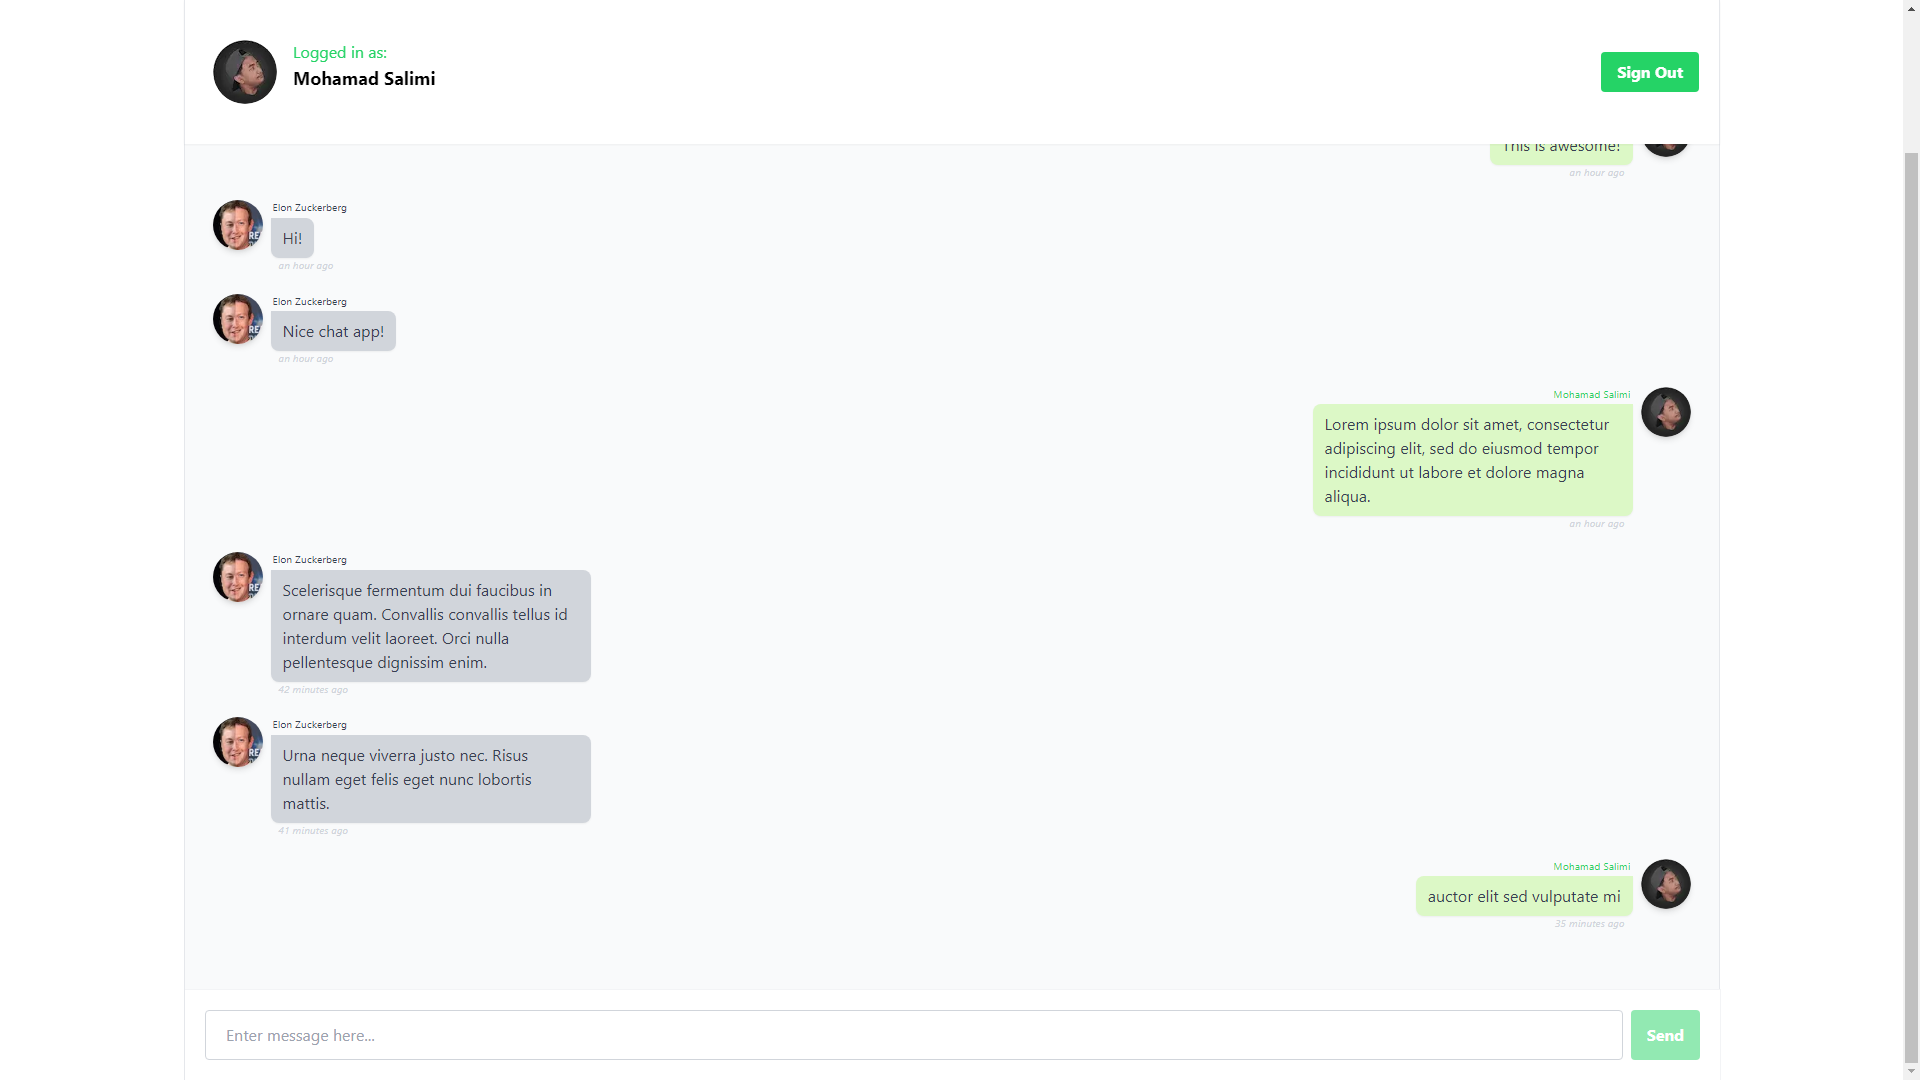 Logged in as:
Mohamad Salimi
Sign Out
This is awesome!
an hour ago
Elon Zuckerberg
Hi!
an hour ago
Elon Zuckerberg
Nice chat app!
an hour ago
Mohamad Salimi
Lorem ipsum dolor sit amet, consectetur
adipiscing elit, sed do eiusmod tempor
incididunt ut labore et dolore magna
aliqua.
an hour ago
Elon Zuckerberg
Scelerisque fermentum dui faucibus in
ornare quam. Convallis convallis tellus id
interdum velit laoreet. Orci nulla
pellentesque dignissim enim.
42 minutes ago
Elon Zuckerberg
Urna neque viverra justo nec. Risus
nullam eget felis eget nunc lobortis
mattis.
41 minutes ago
Mohamad Salimi
auctor elit sed vulputate mi
35 minutes ago
Enter message here...
Send